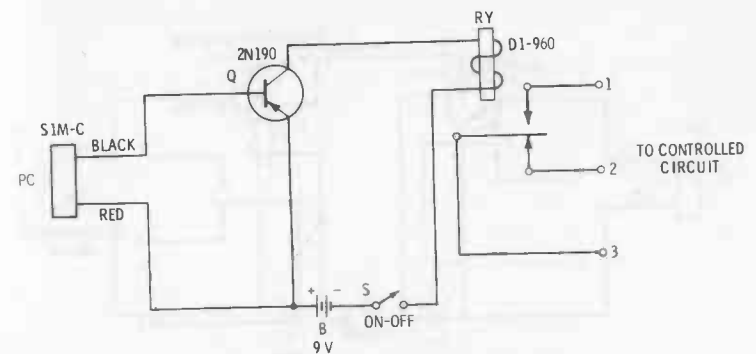 RY
D1-960
2N190
Q
1
S1M-C
BLACK
PC
RED
2
TO CONTROLLED
CIRCUIT
3
+ - S
ON-OFF
B
9 V